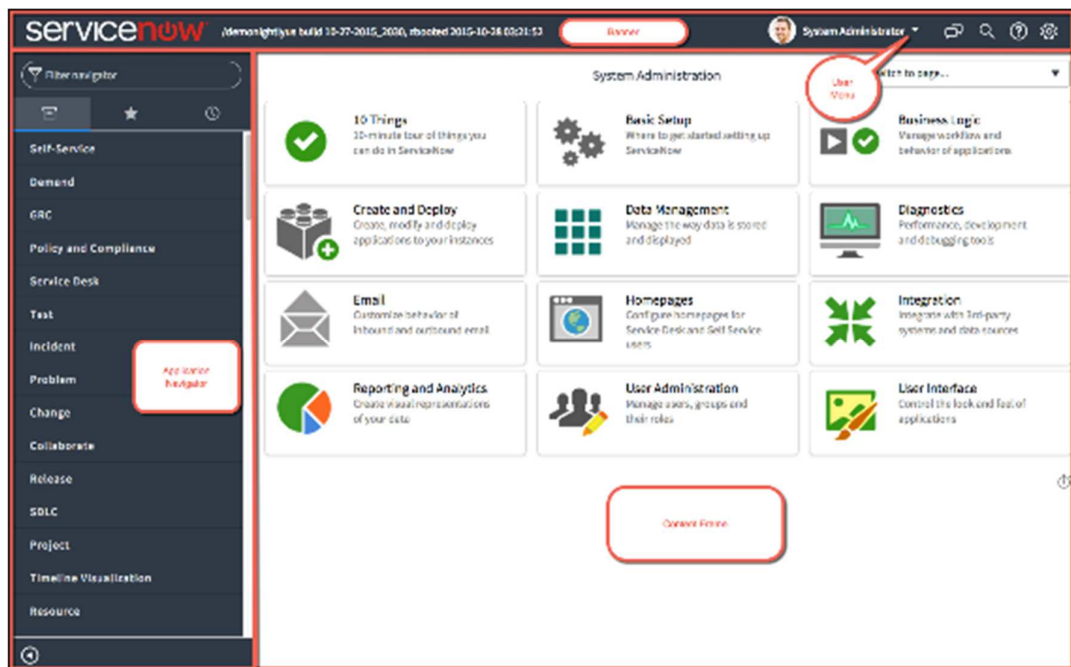 servicenow
/demonightlyus build 10-27-2015_2030, rbooted 2015-10-28 03:21:53
Banner
System Administrator
Filter navigator
System Administration
User
Menu
to page...
Self-Service
Demand
GRC
Policy and Compliance
Service Desk
Test
Incident
Problem
Change
Collaborate
Release
SDLC
Project
Timeline Visualization
Resource
Application
Navigator
10 Things
10-minute tour of things you
can do in ServiceNow
Basic Setup
Where to get started setting up
ServiceNow
Business Logic
Manage workflow and
behavior of applications.
Create and Deploy
Create, modify and deploy
applications to your instances
Data Management
Manage the way data is stored
and displayed
Diagnostics
Performance, development
and debugging tools
Email
Customize behavior of
inbound and outbound email
Homepages
Configure homepages for
Service Desk and Self Service
users
Integration
Integrate with 3rd-party
systems and data sources
Reporting and Analytics
Create visual representations
of your data
User Administration
Manage users, groups and
their roles
User Interface
Control the look and feel of
applications
Content Frame